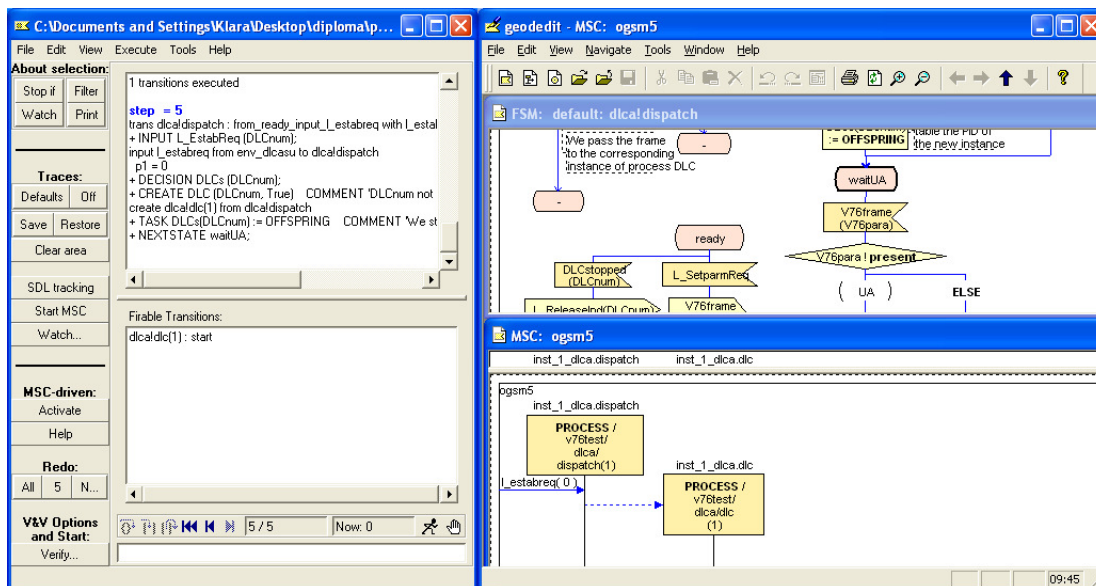 C:\Documents and Settings\Klara\Desktop\diploma\p...
File Edit View Execute Tools Help
About selection:
Stop if Filter
Watch Print
Traces:
Defaults Off
Save Restore
Clear area
SDL tracking
Start MSC
Watch...
MSC-driven:
Activate
Help
Redo:
All 5 N...
V&V Options
and Start:
Verify...
1 transitions executed
step = 5
trans dlca!dispatch : from_ready_input_l_estabreq with l_estal
+ INPUT L_EstabReq (DLCnum);
input l_estabreq from env_dlcasu to dlca!dispatch
p1 = 0
+ DECISION DLCs (DLCnum);
+ CREATE DLC (DLCnum, True) COMMENT 'DLCnum not
create dlca!dlc(1) from dlca!dispatch
+ TASK DLCs(DLCnum) := OFFSPRING COMMENT 'We st
+ NEXTSTATE waitUA;
Firable Transitions:
dlca!dlc(1) : start
5 / 5 Now: 0
geodedit - MSC: ogsm5
File Edit View Navigate Tools Window Help
FSM: default: dlca!dispatch
We pass the frame
to the corresponding
instance of process DLC
-
-
:= OFFSPRING
table the PID of
the new instance
waitUA
V76frame
(V76para)
V76para ! present
( UA ) ELSE
ready
DLCstopped
(DLCnum)
L_SetparmReq
L_ReleaseInd(DLCnum)
V76frame
MSC: ogsm5
inst_1_dlca.dispatch inst_1_dlca.dlc
ogsm5
inst_1_dlca.dispatch
PROCESS /
v76test/
dlca/
dispatch(1)
l_estabreq( 0 )
inst_1_dlca.dlc
PROCESS /
v76test/
dlca/dlc
(1)
09:45